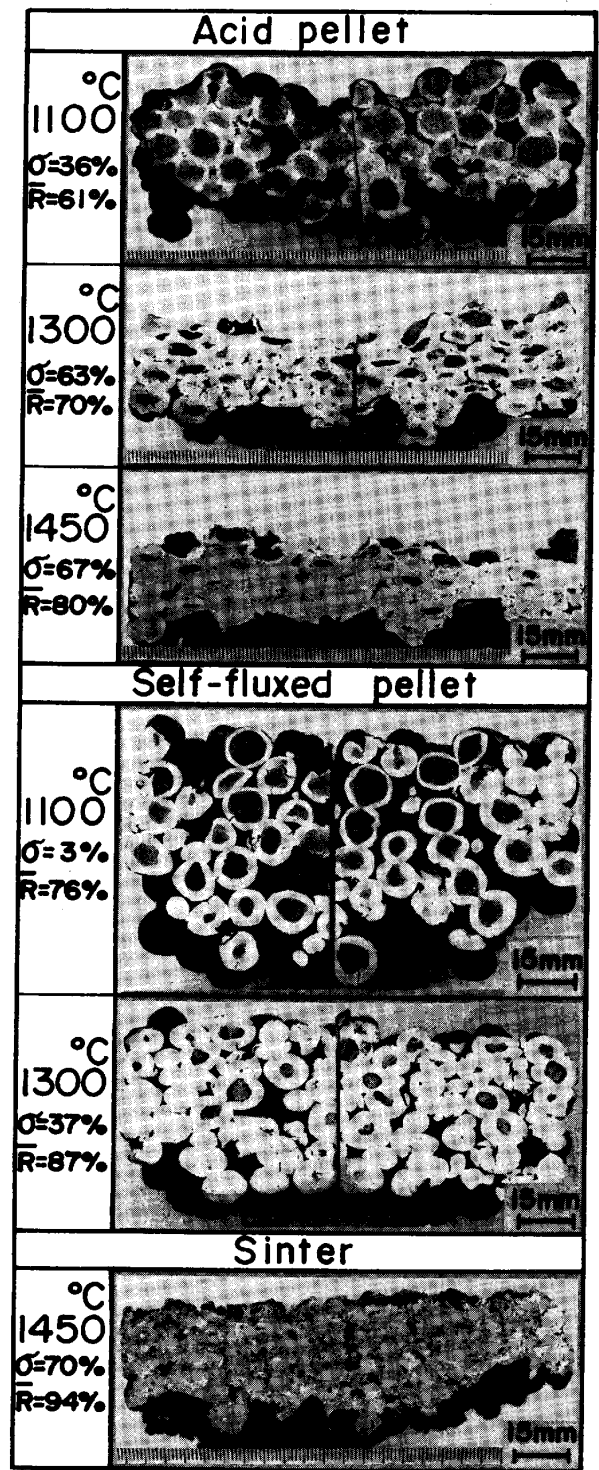 Acid pellet
°C
1100
σ=36%
R̅=61%
15mm
°C
1300
σ=63%
R̅=70%
15mm
°C
1450
σ=67%
R̅=80%
15mm
Self-fluxed pellet
°C
1100
σ=3%
R̅=76%
15mm
°C
1300
σ=37%
R̅=87%
15mm
Sinter
°C
1450
σ=70%
R̅=94%
15mm